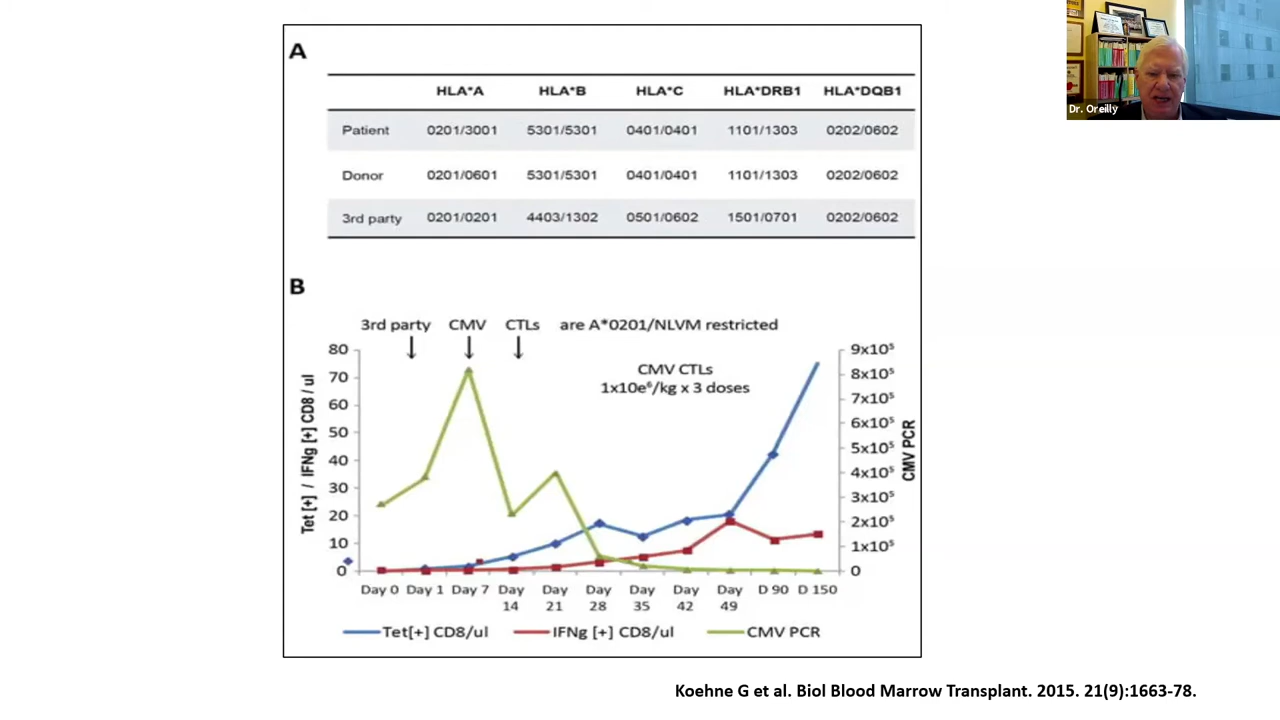 Dr. Oreilly
A
HLA*A HLA*B HLA*C HLA*DRB1 HLA*DQB1
Patient 0201/3001 5301/5301 0401/0401 1101/1303 0202/0602
Donor 0201/0601 5301/5301 0401/0401 1101/1303 0202/0602
3rd party 0201/0201 4403/1302 0501/0602 1501/0701 0202/0602
B
3rd party CMV CTLs are A*0201/NLVM restricted
CMV CTLs
1x10e⁶/kg x 3 doses
Tet [+] / IFNg [+] CD8 / ul
80
70
60
50
40
30
20
10
0
9x10⁵
8x10⁵
7x10⁵
6x10⁵
5x10⁵
4x10⁵
3x10⁵
2x10⁵
1x10⁵
0
CMV PCR
Day 0 Day 1 Day 7 Day 14 Day 21 Day 28 Day 35 Day 42 Day 49 D 90 D 150
Tet[+] CD8/ul IFNg [+] CD8/ul CMV PCR
Koehne G et al. Biol Blood Marrow Transplant. 2015. 21(9):1663-78.